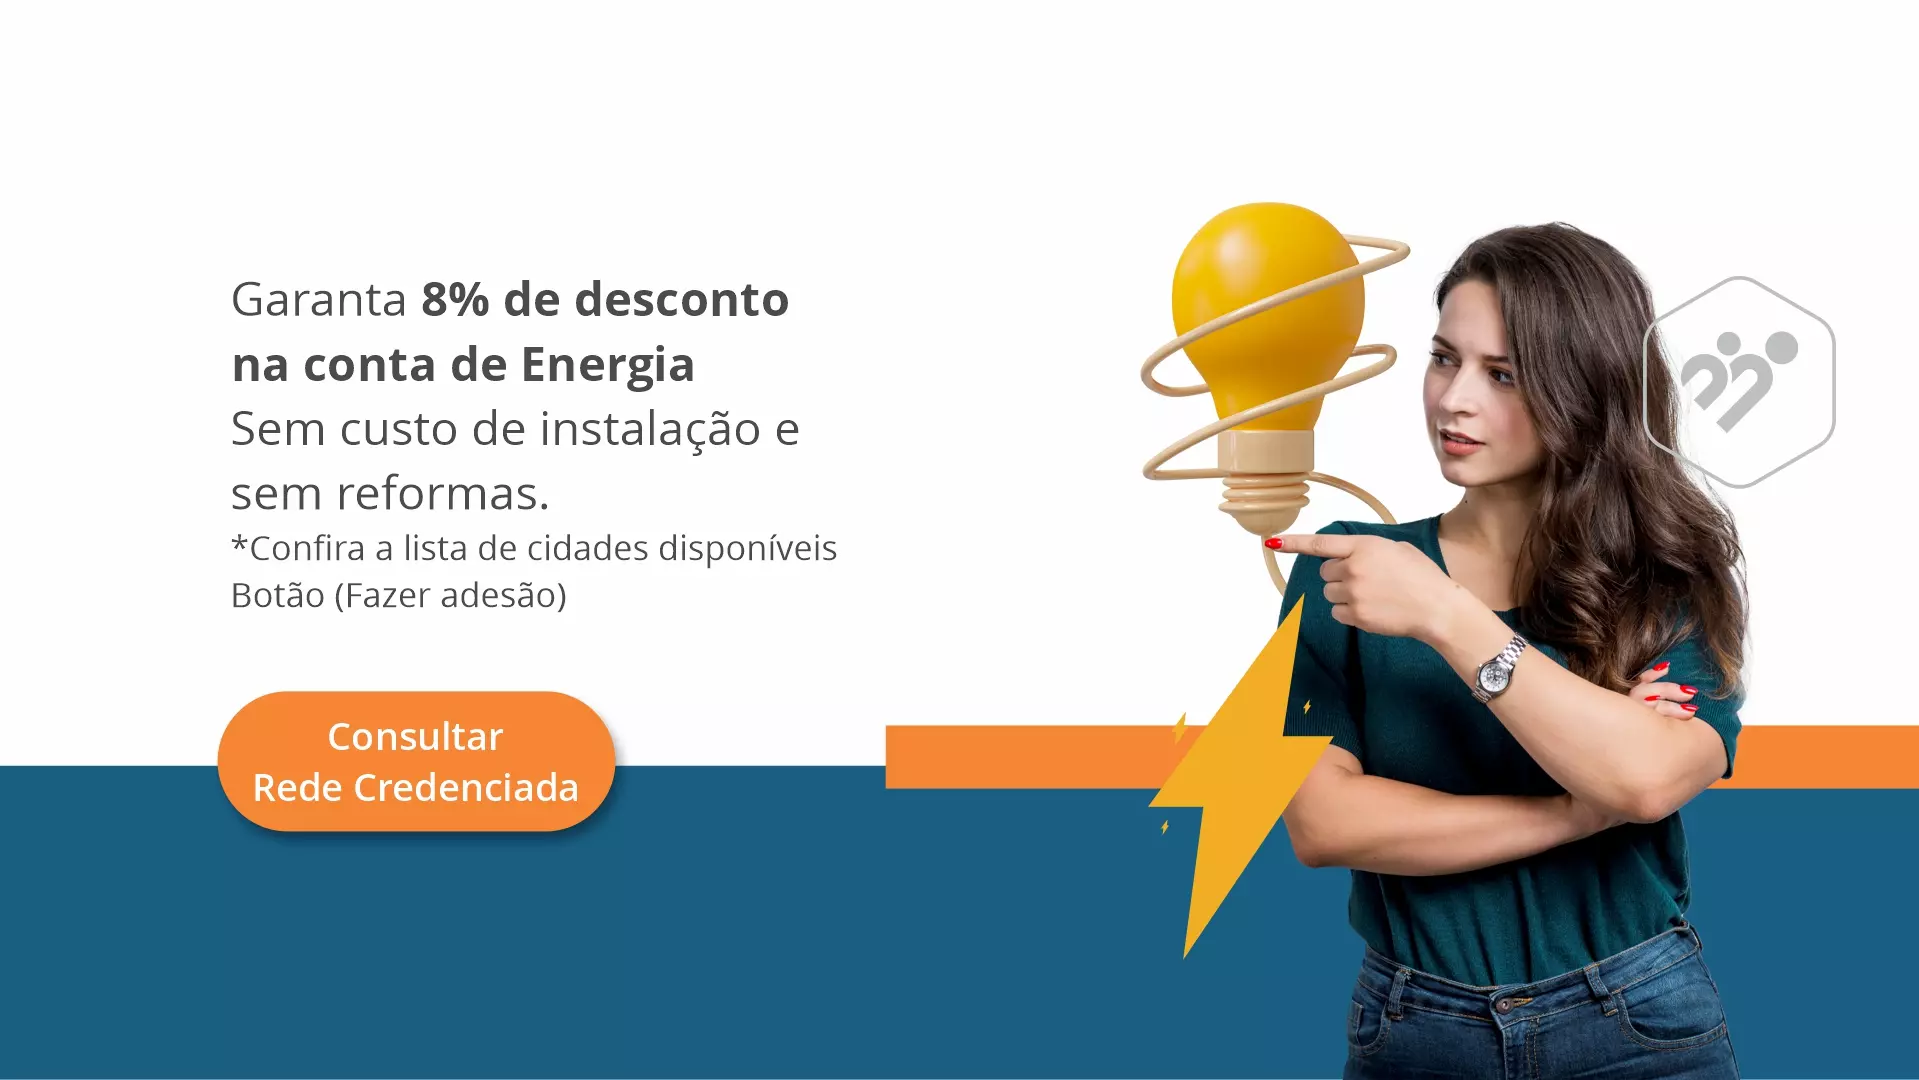 Garanta 8% de desconto
na conta de Energia
Sem custo de instalação e
sem reformas.
*Confira a lista de cidades disponíveis
Botão (Fazer adesão)
Consultar
Rede Credenciada